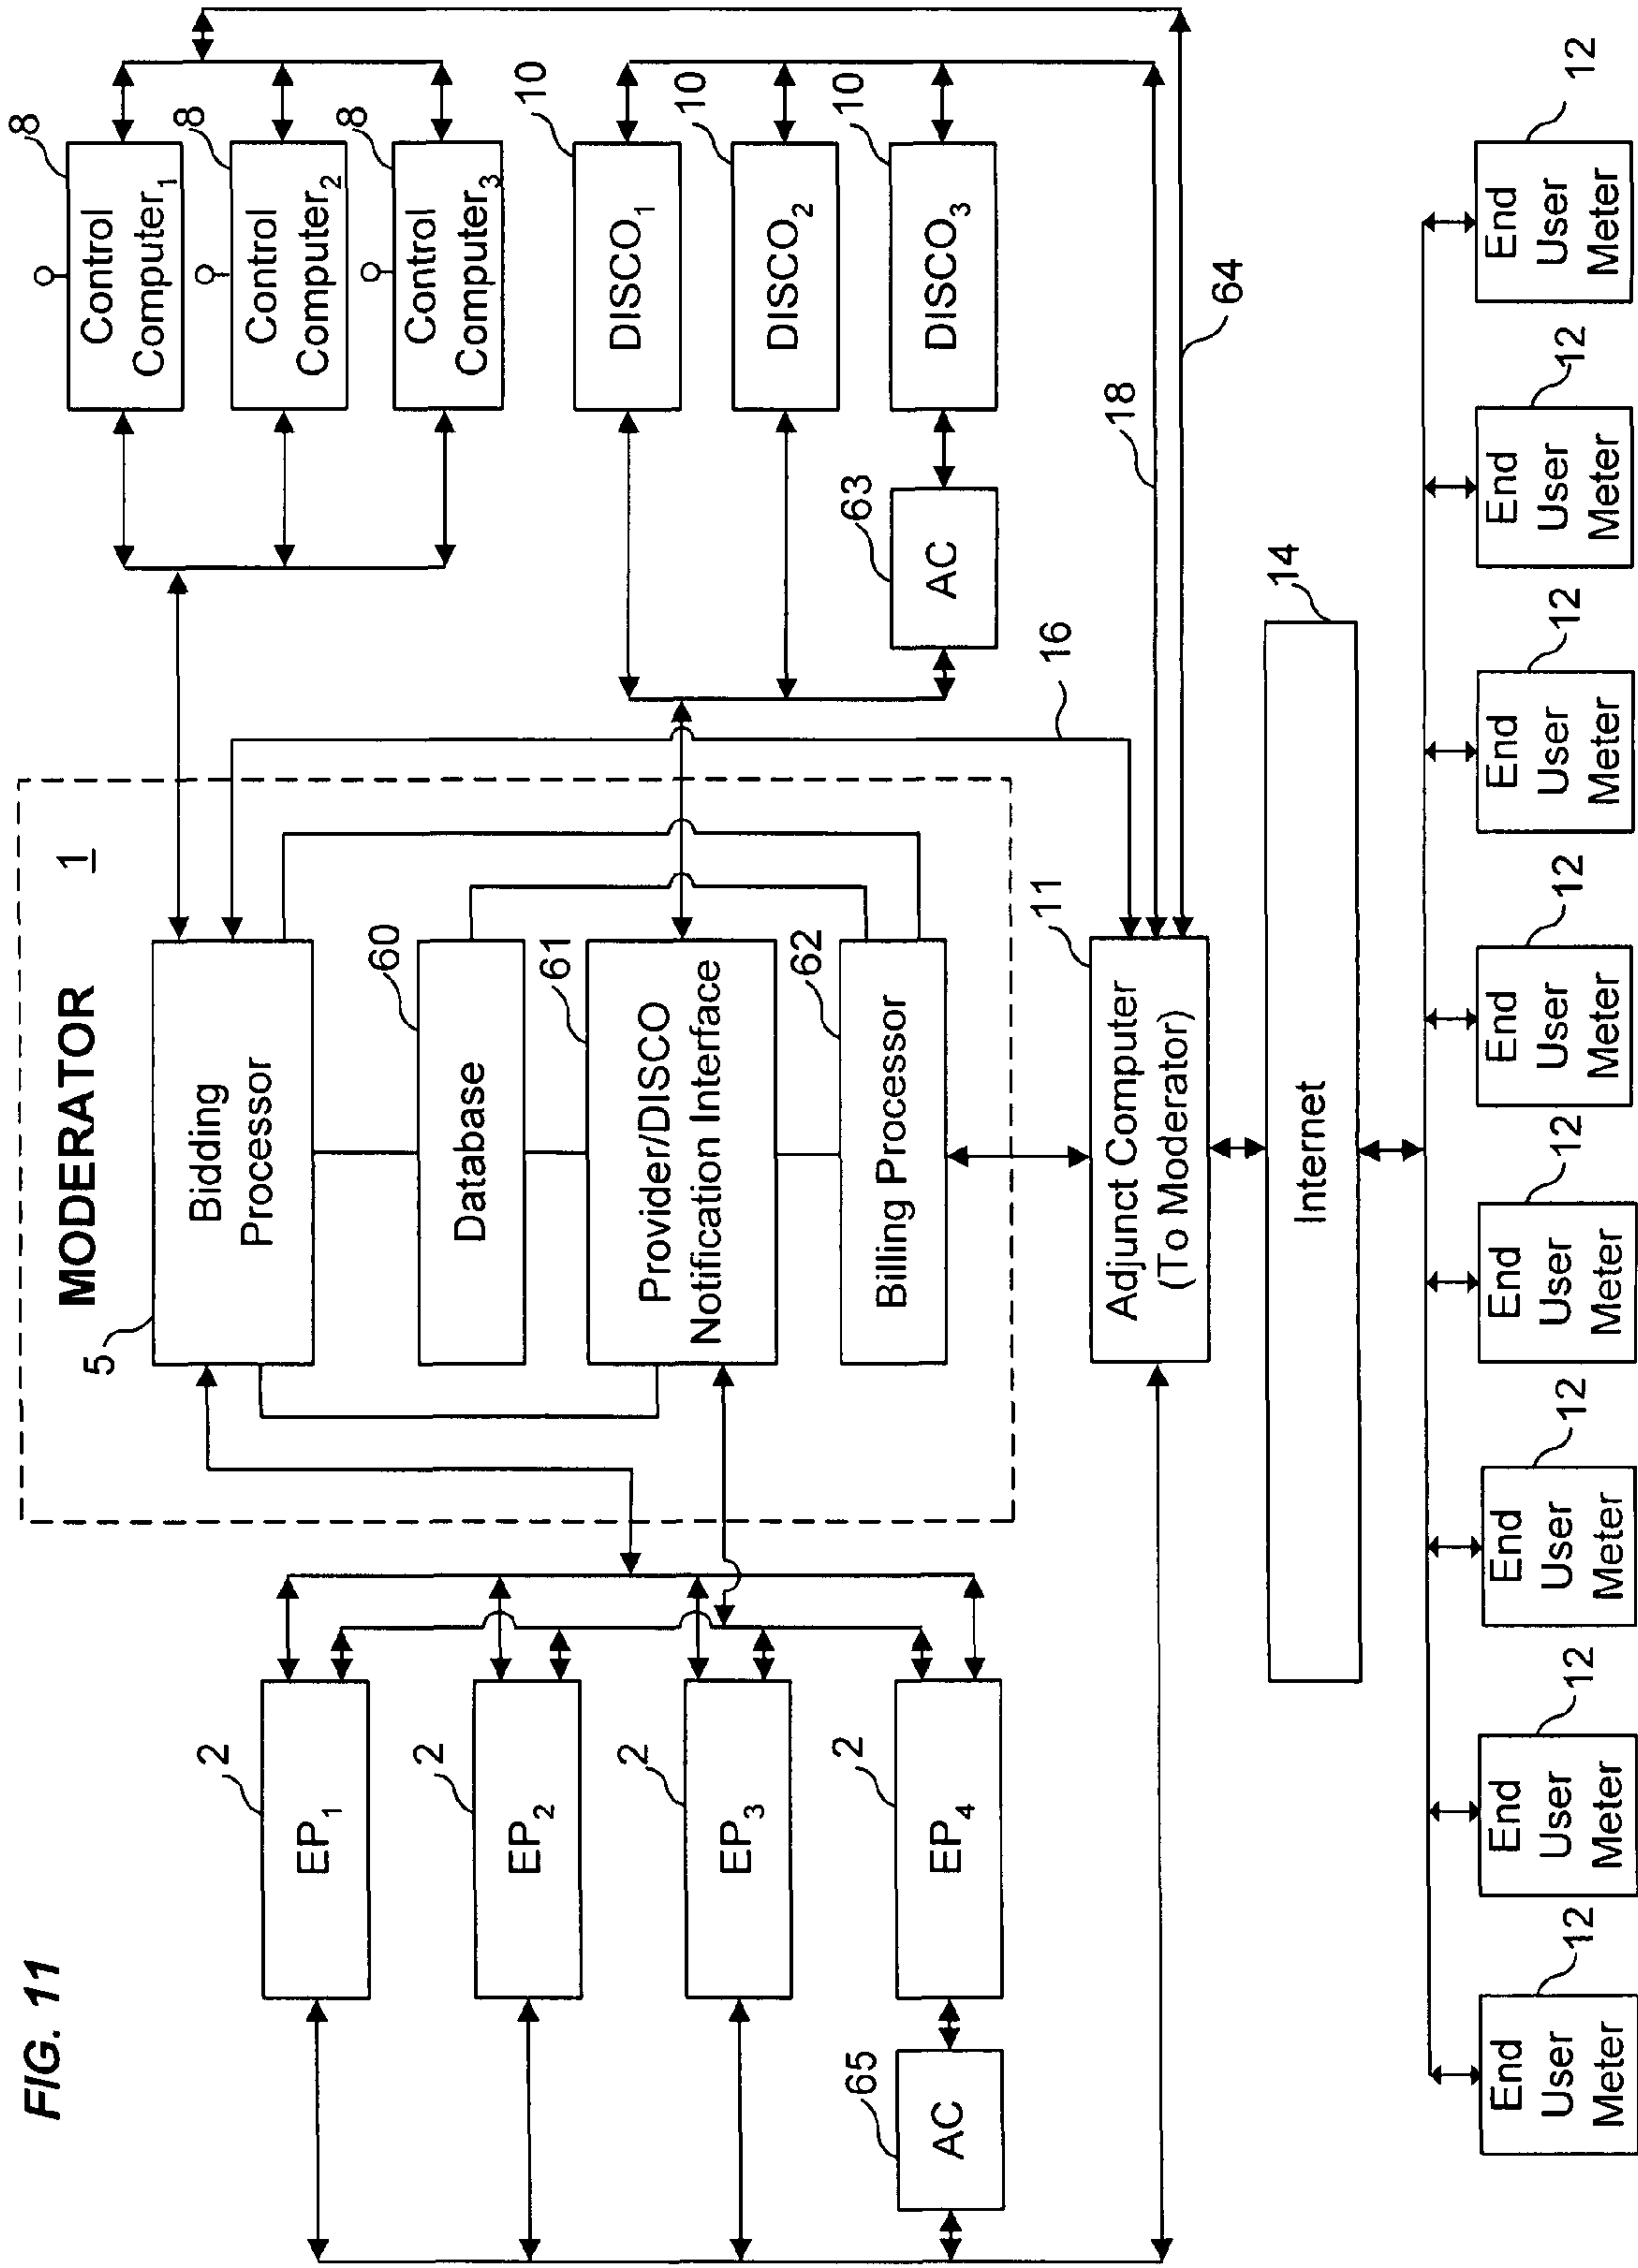 FIG. 11
MODERATOR
1
5
Bidding
Processor
60
Database
61
Provider/DISCO
Notification Interface
62
Billing Processor
2
EP1
2
EP2
2
EP3
2
EP4
65
AC
8
Control
Computer1
8
Control
Computer2
8
Control
Computer3
10
DISCO1
10
DISCO2
10
DISCO3
63
AC
16
18
64
11
Adjunct Computer
(To Moderator)
14
Internet
12
End
User
Meter
12
End
User
Meter
12
End
User
Meter
12
End
User
Meter
12
End
User
Meter
12
End
User
Meter
12
End
User
Meter
12
End
User
Meter